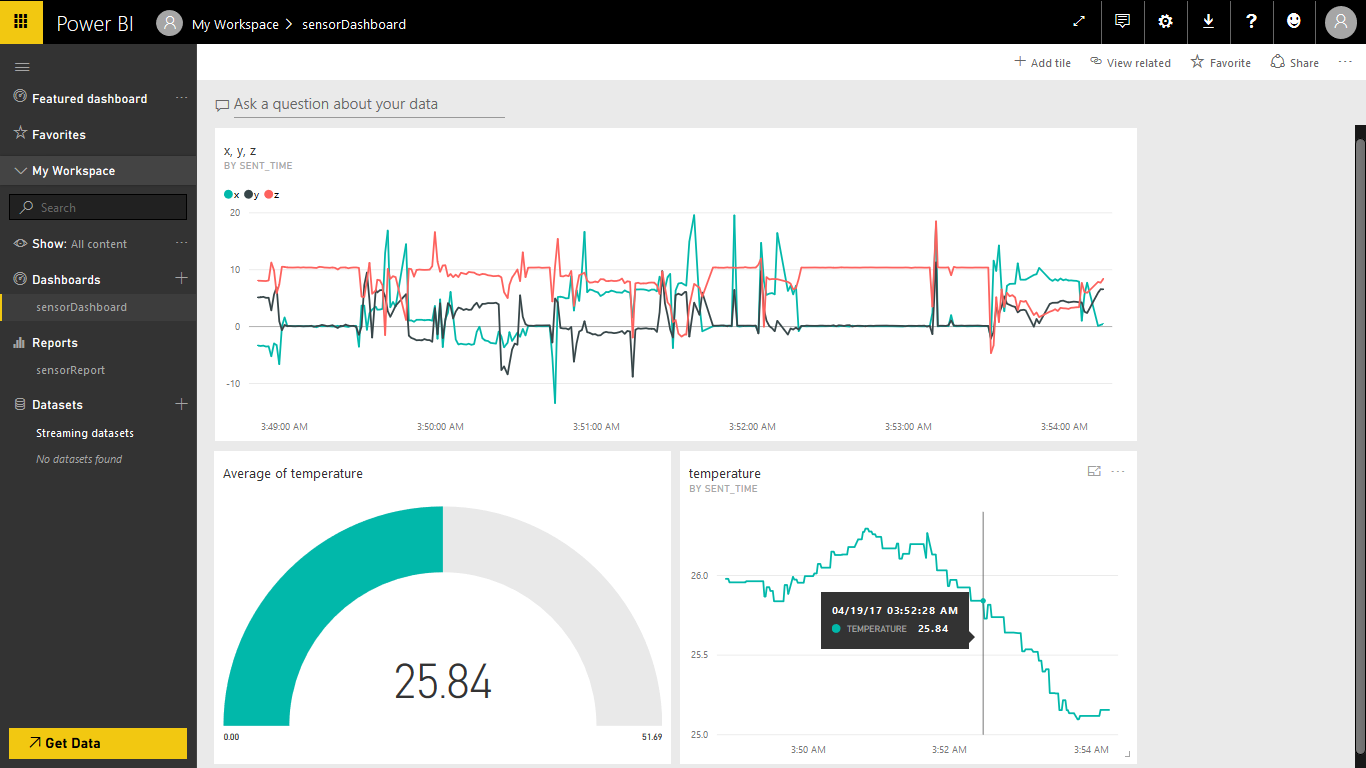 Power BI
My Workspace > sensorDashboard
?
Add tile
View related
Favorite
Share
Featured dashboard
Favorites
My Workspace
Search
Show: All content
Dashboards
sensorDashboard
Reports
sensorReport
Datasets
Streaming datasets
No datasets found
Get Data
Ask a question about your data
x, y, z
BY SENT_TIME
x y z
20
10
0
-10
3:49:00 AM 3:50:00 AM 3:51:00 AM 3:52:00 AM 3:53:00 AM 3:54:00 AM
Average of temperature
25.84
0.00 51.69
temperature
BY SENT_TIME
26.0
25.5
25.0
04/19/17 03:52:28 AM
TEMPERATURE 25.84
3:50 AM 3:52 AM 3:54 AM